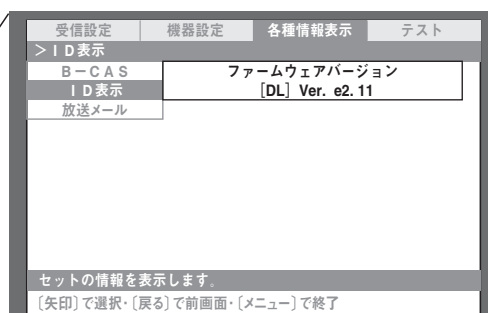 受信設定 機器設定 各種情報表示 テスト
＞ＩＤ表示
Ｂ－ＣＡＳ
ＩＤ表示
放送メール
ファームウェアバージョン
［DL］ Ver. e2. 11
セットの情報を表示します。
〔矢印〕で選択・〔戻る〕で前画面・〔メニュー〕で終了